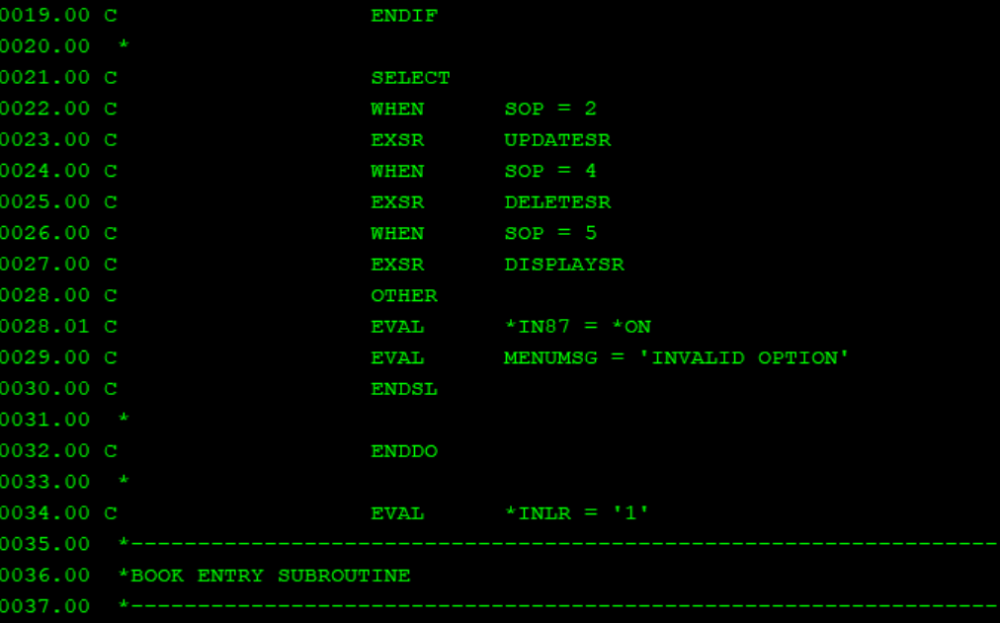 0019.00 C                   ENDIF
0020.00  *
0021.00 C                   SELECT
0022.00 C                   WHEN      SOP = 2
0023.00 C                   EXSR      UPDATESR
0024.00 C                   WHEN      SOP = 4
0025.00 C                   EXSR      DELETESR
0026.00 C                   WHEN      SOP = 5
0027.00 C                   EXSR      DISPLAYSR
0028.00 C                   OTHER
0028.01 C                   EVAL      *IN87 = *ON
0029.00 C                   EVAL      MENUMSG = 'INVALID OPTION'
0030.00 C                   ENDSL
0031.00  *
0032.00 C                   ENDDO
0033.00  *
0034.00 C                   EVAL      *INLR = '1'
0035.00  *-----------------------------------------------------------------
0036.00  *BOOK ENTRY SUBROUTINE
0037.00  *-----------------------------------------------------------------